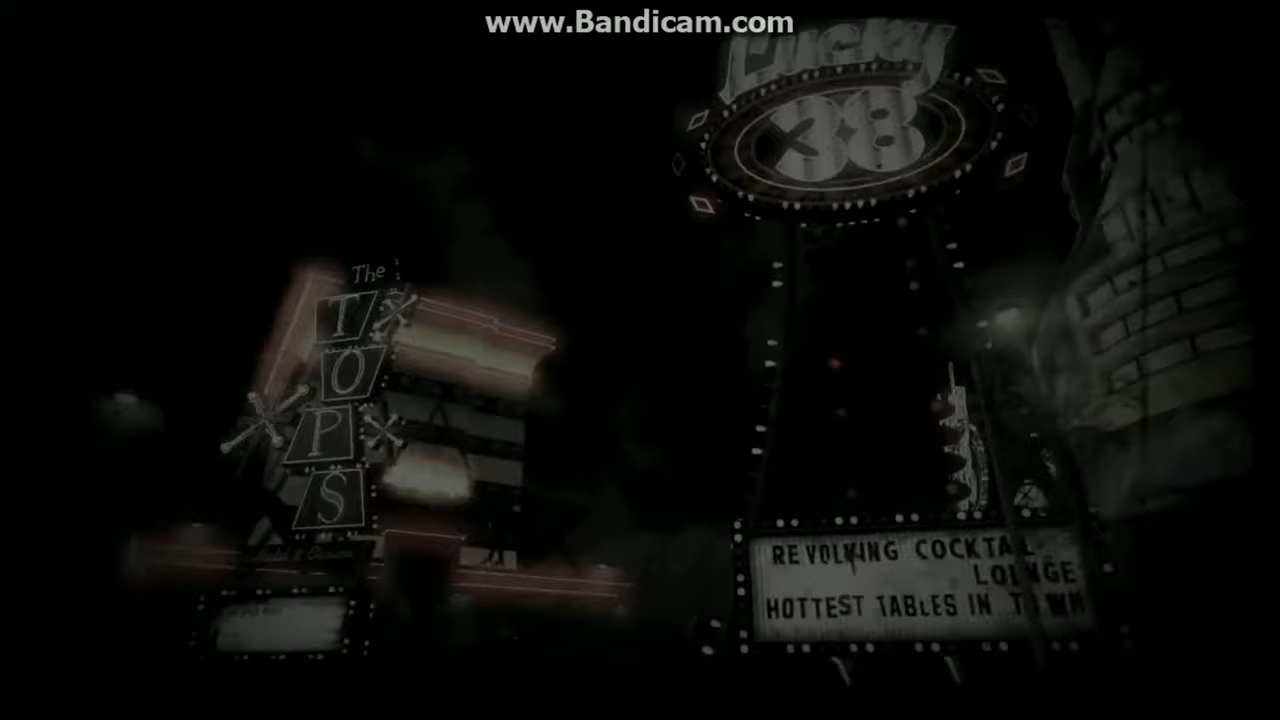 www.Bandicam.com
Lucky
38
The
TOPS
REVOLVING COCKTAIL
LOUNGE
HOTTEST TABLES IN TOWN